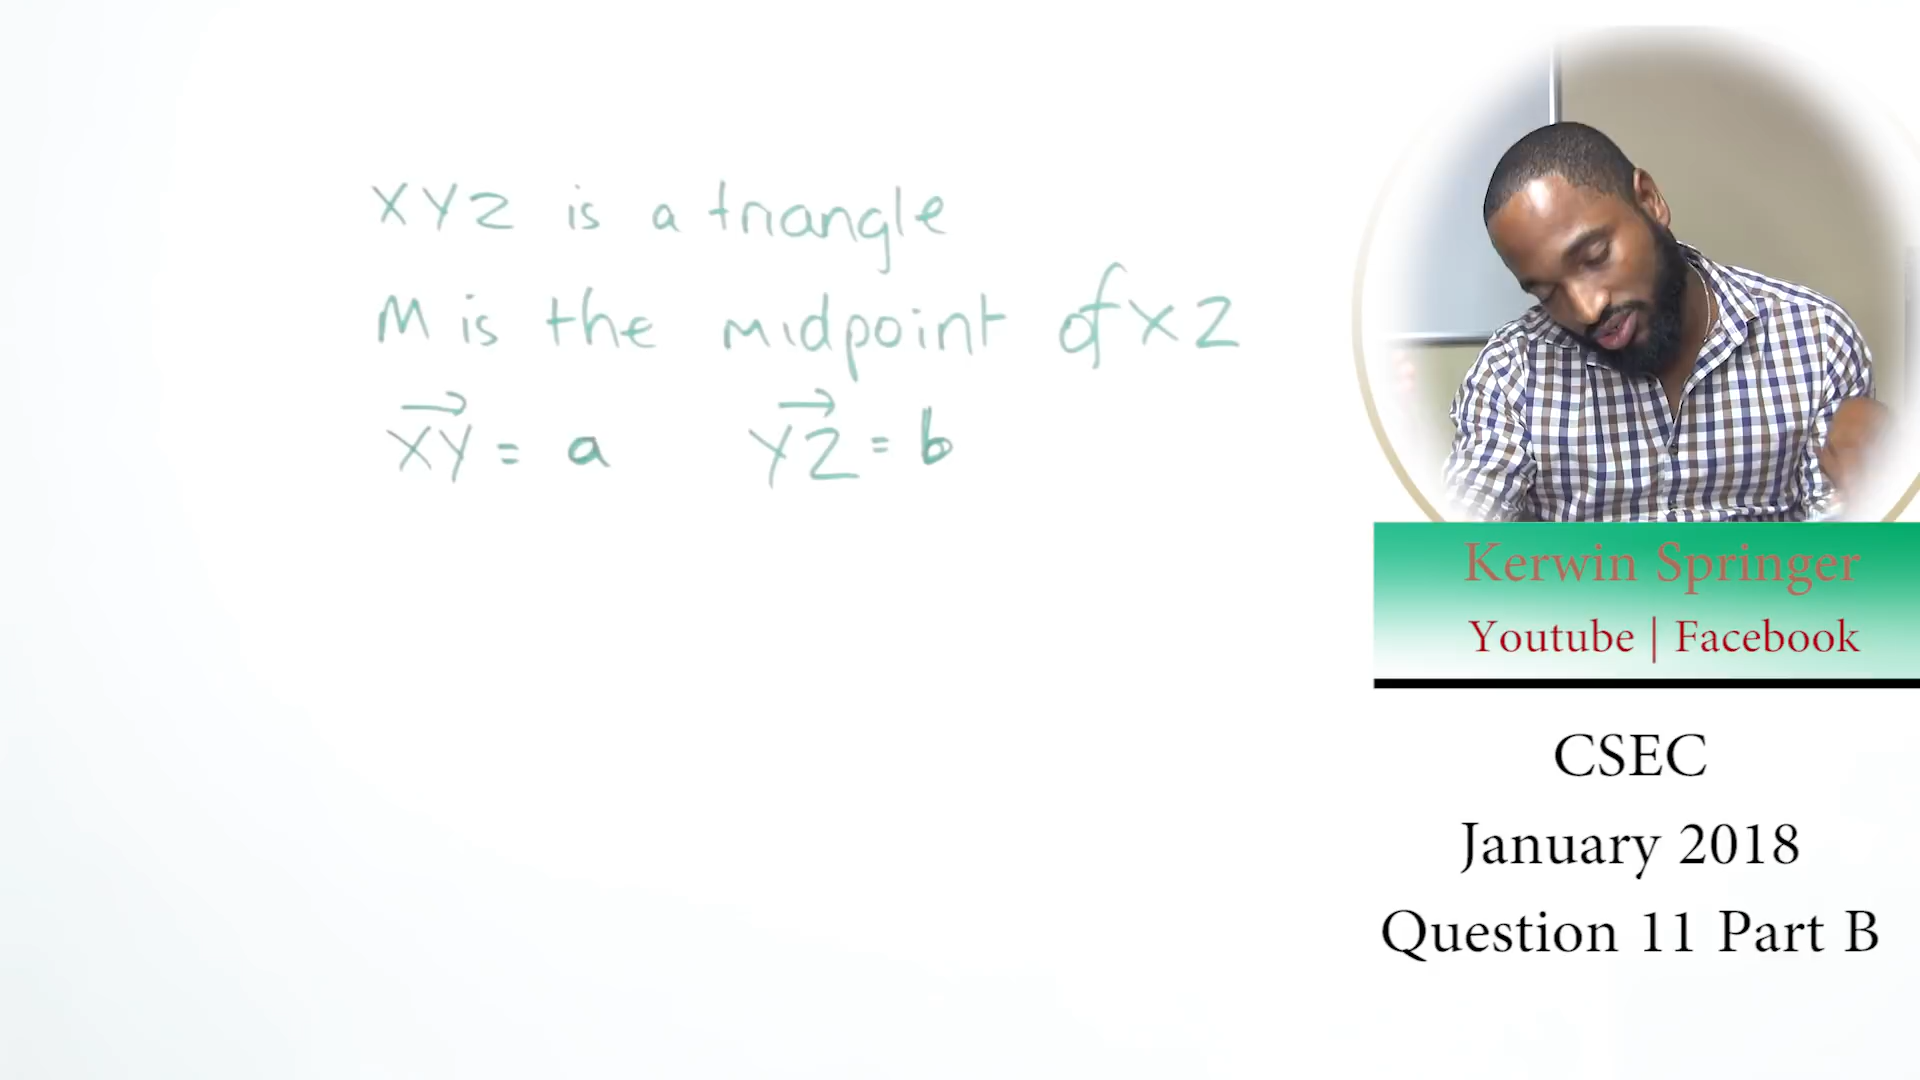 XYZ is a triangle
M is the midpoint of XZ
XY = a YZ = b
Kerwin Springer
Youtube | Facebook
CSEC
January 2018
Question 11 Part B